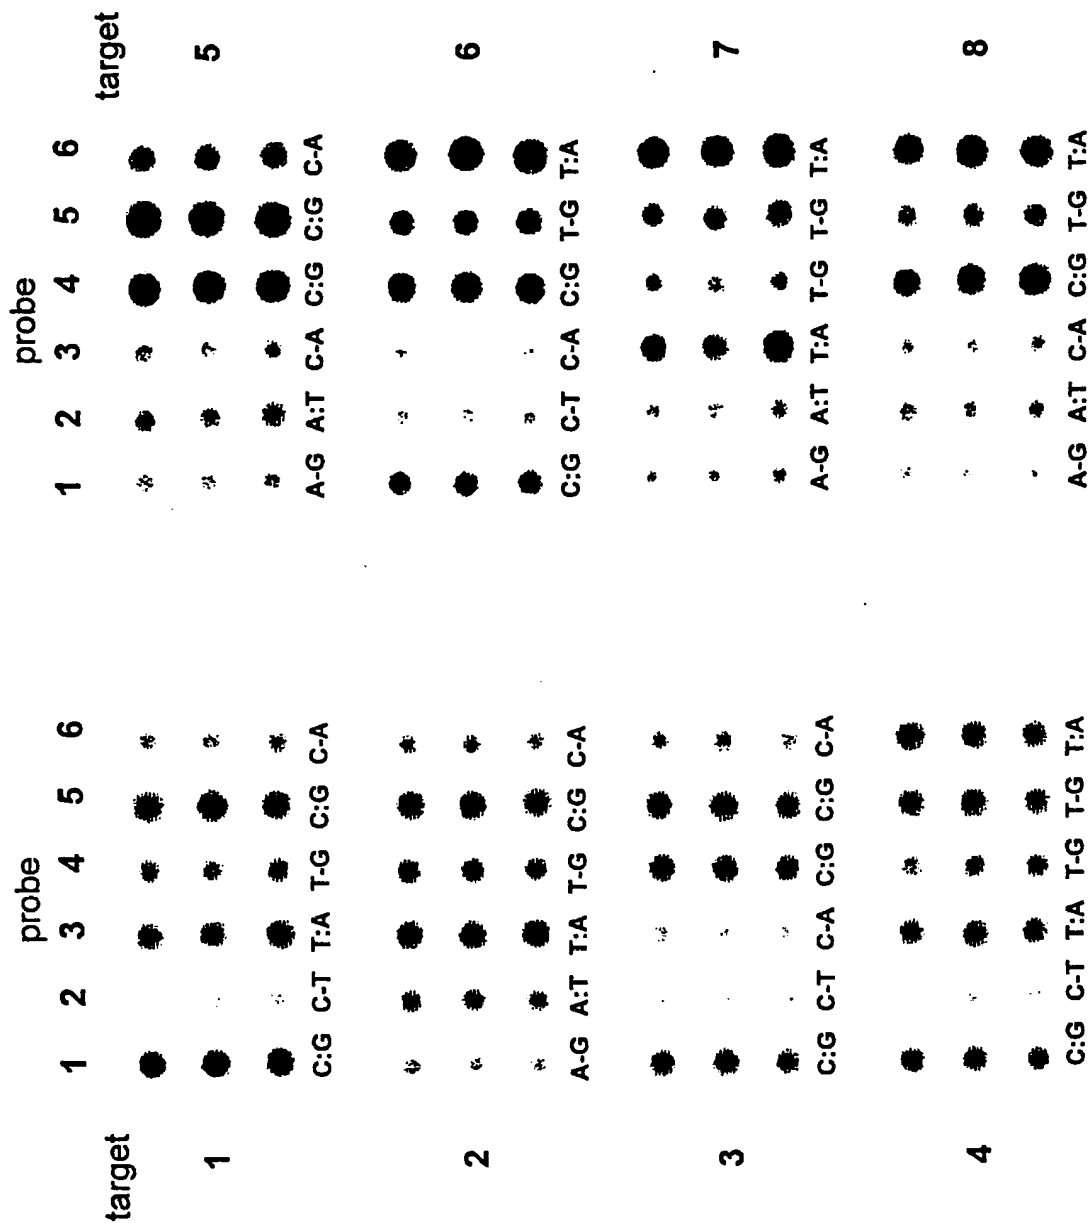 probe probe
1 2 3 4 5 6 1 2 3 4 5 6
target target
1 5
C:G C-T T:A T-G C:G C-A A-G A:T C-A C:G C:G C-A
2 6
A-G A:T T:A T-G C:G C-A C:G C-T C-A C:G T-G T:A
3 7
C:G C-T C-A C:G C:G C-A A-G A:T T:A T-G T-G T:A
4 8
C:G C-T T:A T-G T-G T:A A-G A:T C-A C:G T-G T:A